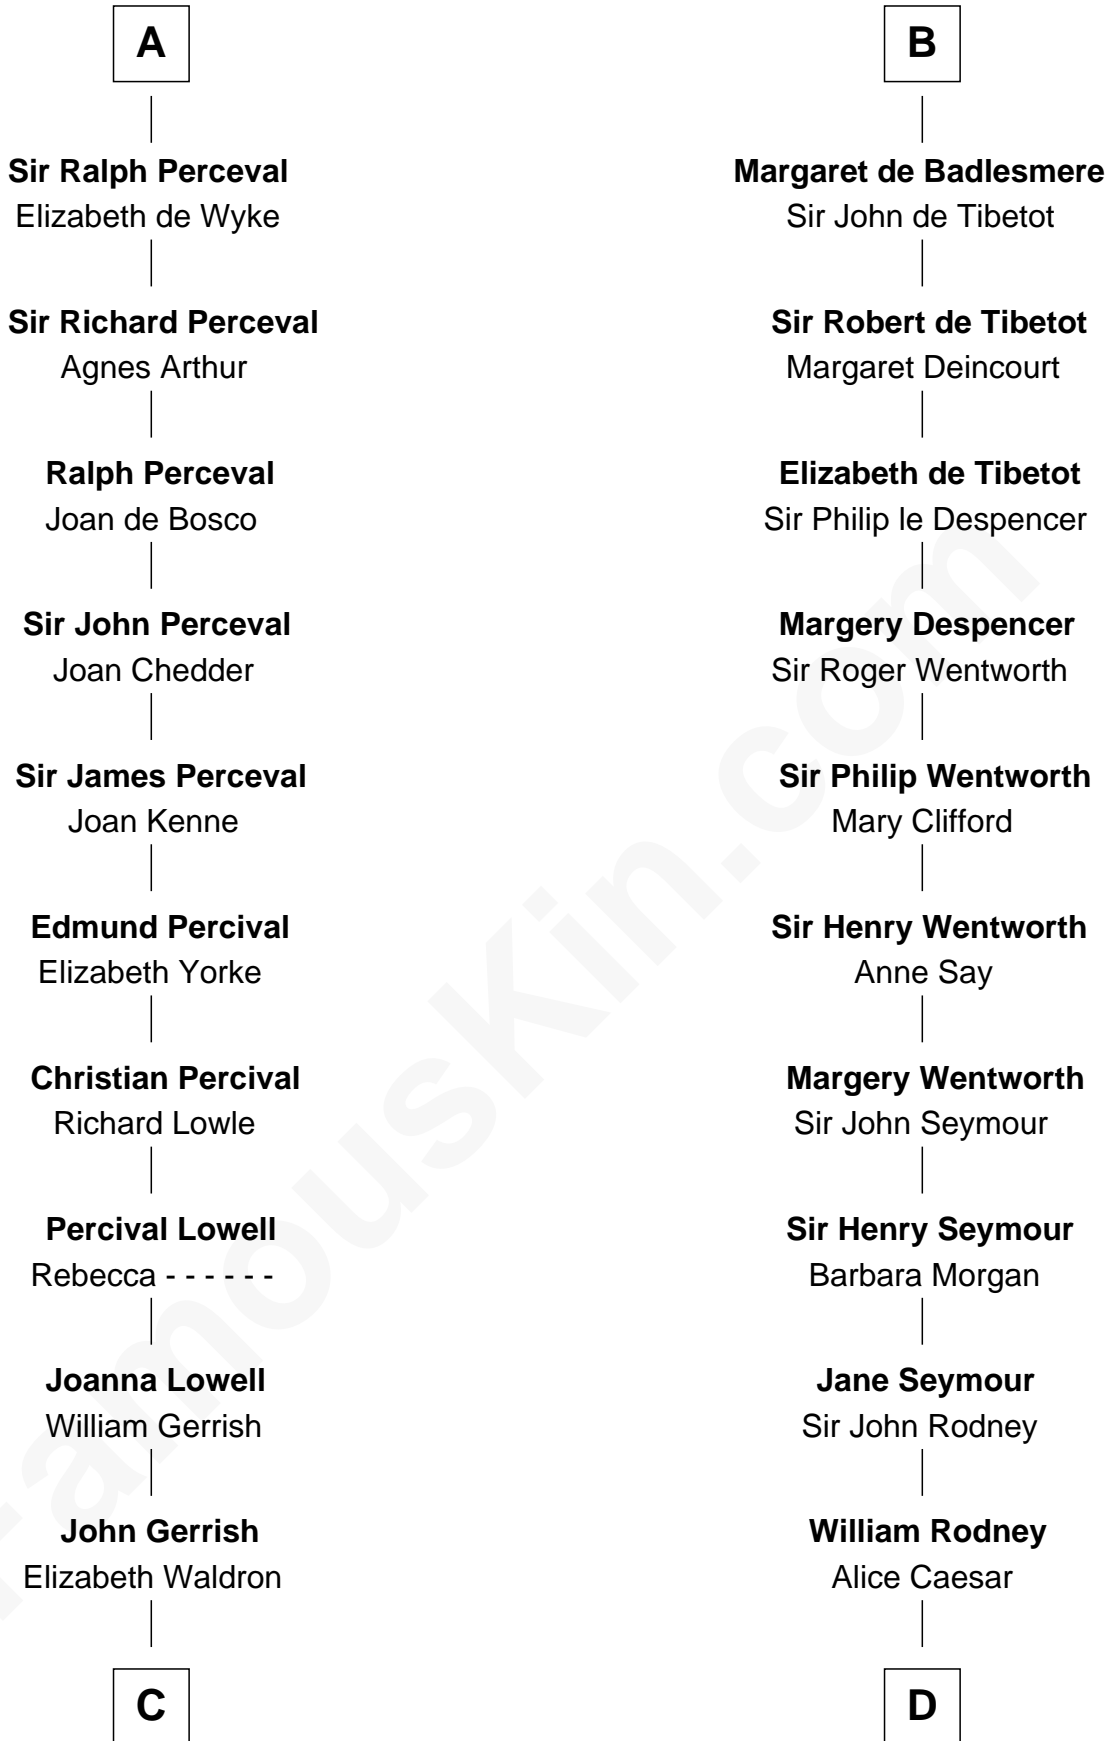 A
Sir Ralph Perceval
Elizabeth de Wyke
Sir Richard Perceval
Agnes Arthur
Ralph Perceval
Joan de Bosco
Sir John Perceval
Joan Chedder
Sir James Perceval
Joan Kenne
Edmund Percival
Elizabeth Yorke
Christian Percival
Richard Lowle
Percival Lowell
Rebecca - - - - - -
Joanna Lowell
William Gerrish
John Gerrish
Elizabeth Waldron
C
B
Margaret de Badlesmere
Sir John de Tibetot
Sir Robert de Tibetot
Margaret Deincourt
Elizabeth de Tibetot
Sir Philip le Despencer
Margery Despencer
Sir Roger Wentworth
Sir Philip Wentworth
Mary Clifford
Sir Henry Wentworth
Anne Say
Margery Wentworth
Sir John Seymour
Sir Henry Seymour
Barbara Morgan
Jane Seymour
Sir John Rodney
William Rodney
Alice Caesar
D
FamousKin.com